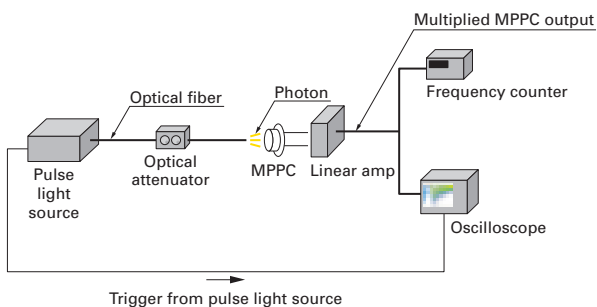 Multiplied MPPC output
Optical fiber
Photon
Frequency counter
Pulse
light
source
Optical
attenuator
MPPC
Linear amp
Oscilloscope
Trigger from pulse light source